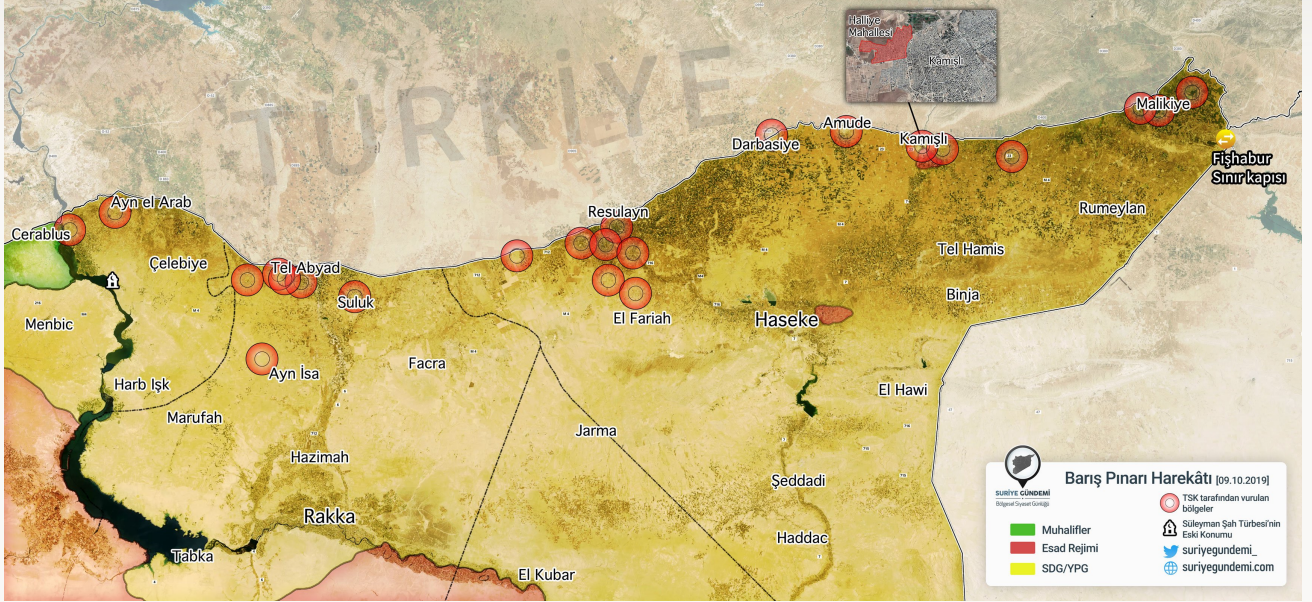 Halliye
Mahallesi
Kamışlı
TÜRKİYE
Malikiye
Amude
Darbasiye
Kamışlı
Fişhabur
Sınır kapısı
Ayn el Arab
Resulayn
Rumeylan
Cerablus
Tel Hamis
Çelebiye
Tel Abyad
Suluk
Binja
Menbic
El Fariah
Haseke
Facra
Ayn İsa
Harb Işk
El Hawi
Marufah
Jarma
Hazimah
Şeddadi
Rakka
Haddac
Tabka
El Kubar
SURİYE GÜNDEMİ
Bölgesel Siyaset Günlüğü
Barış Pınarı Harekâtı [09.10.2019]
TSK tarafından vurulan
bölgeler
Muhalifler
Süleyman Şah Türbesi'nin
Eski Konumu
Esad Rejimi
suriyegundemi_
SDG/YPG
suriyegundemi.com